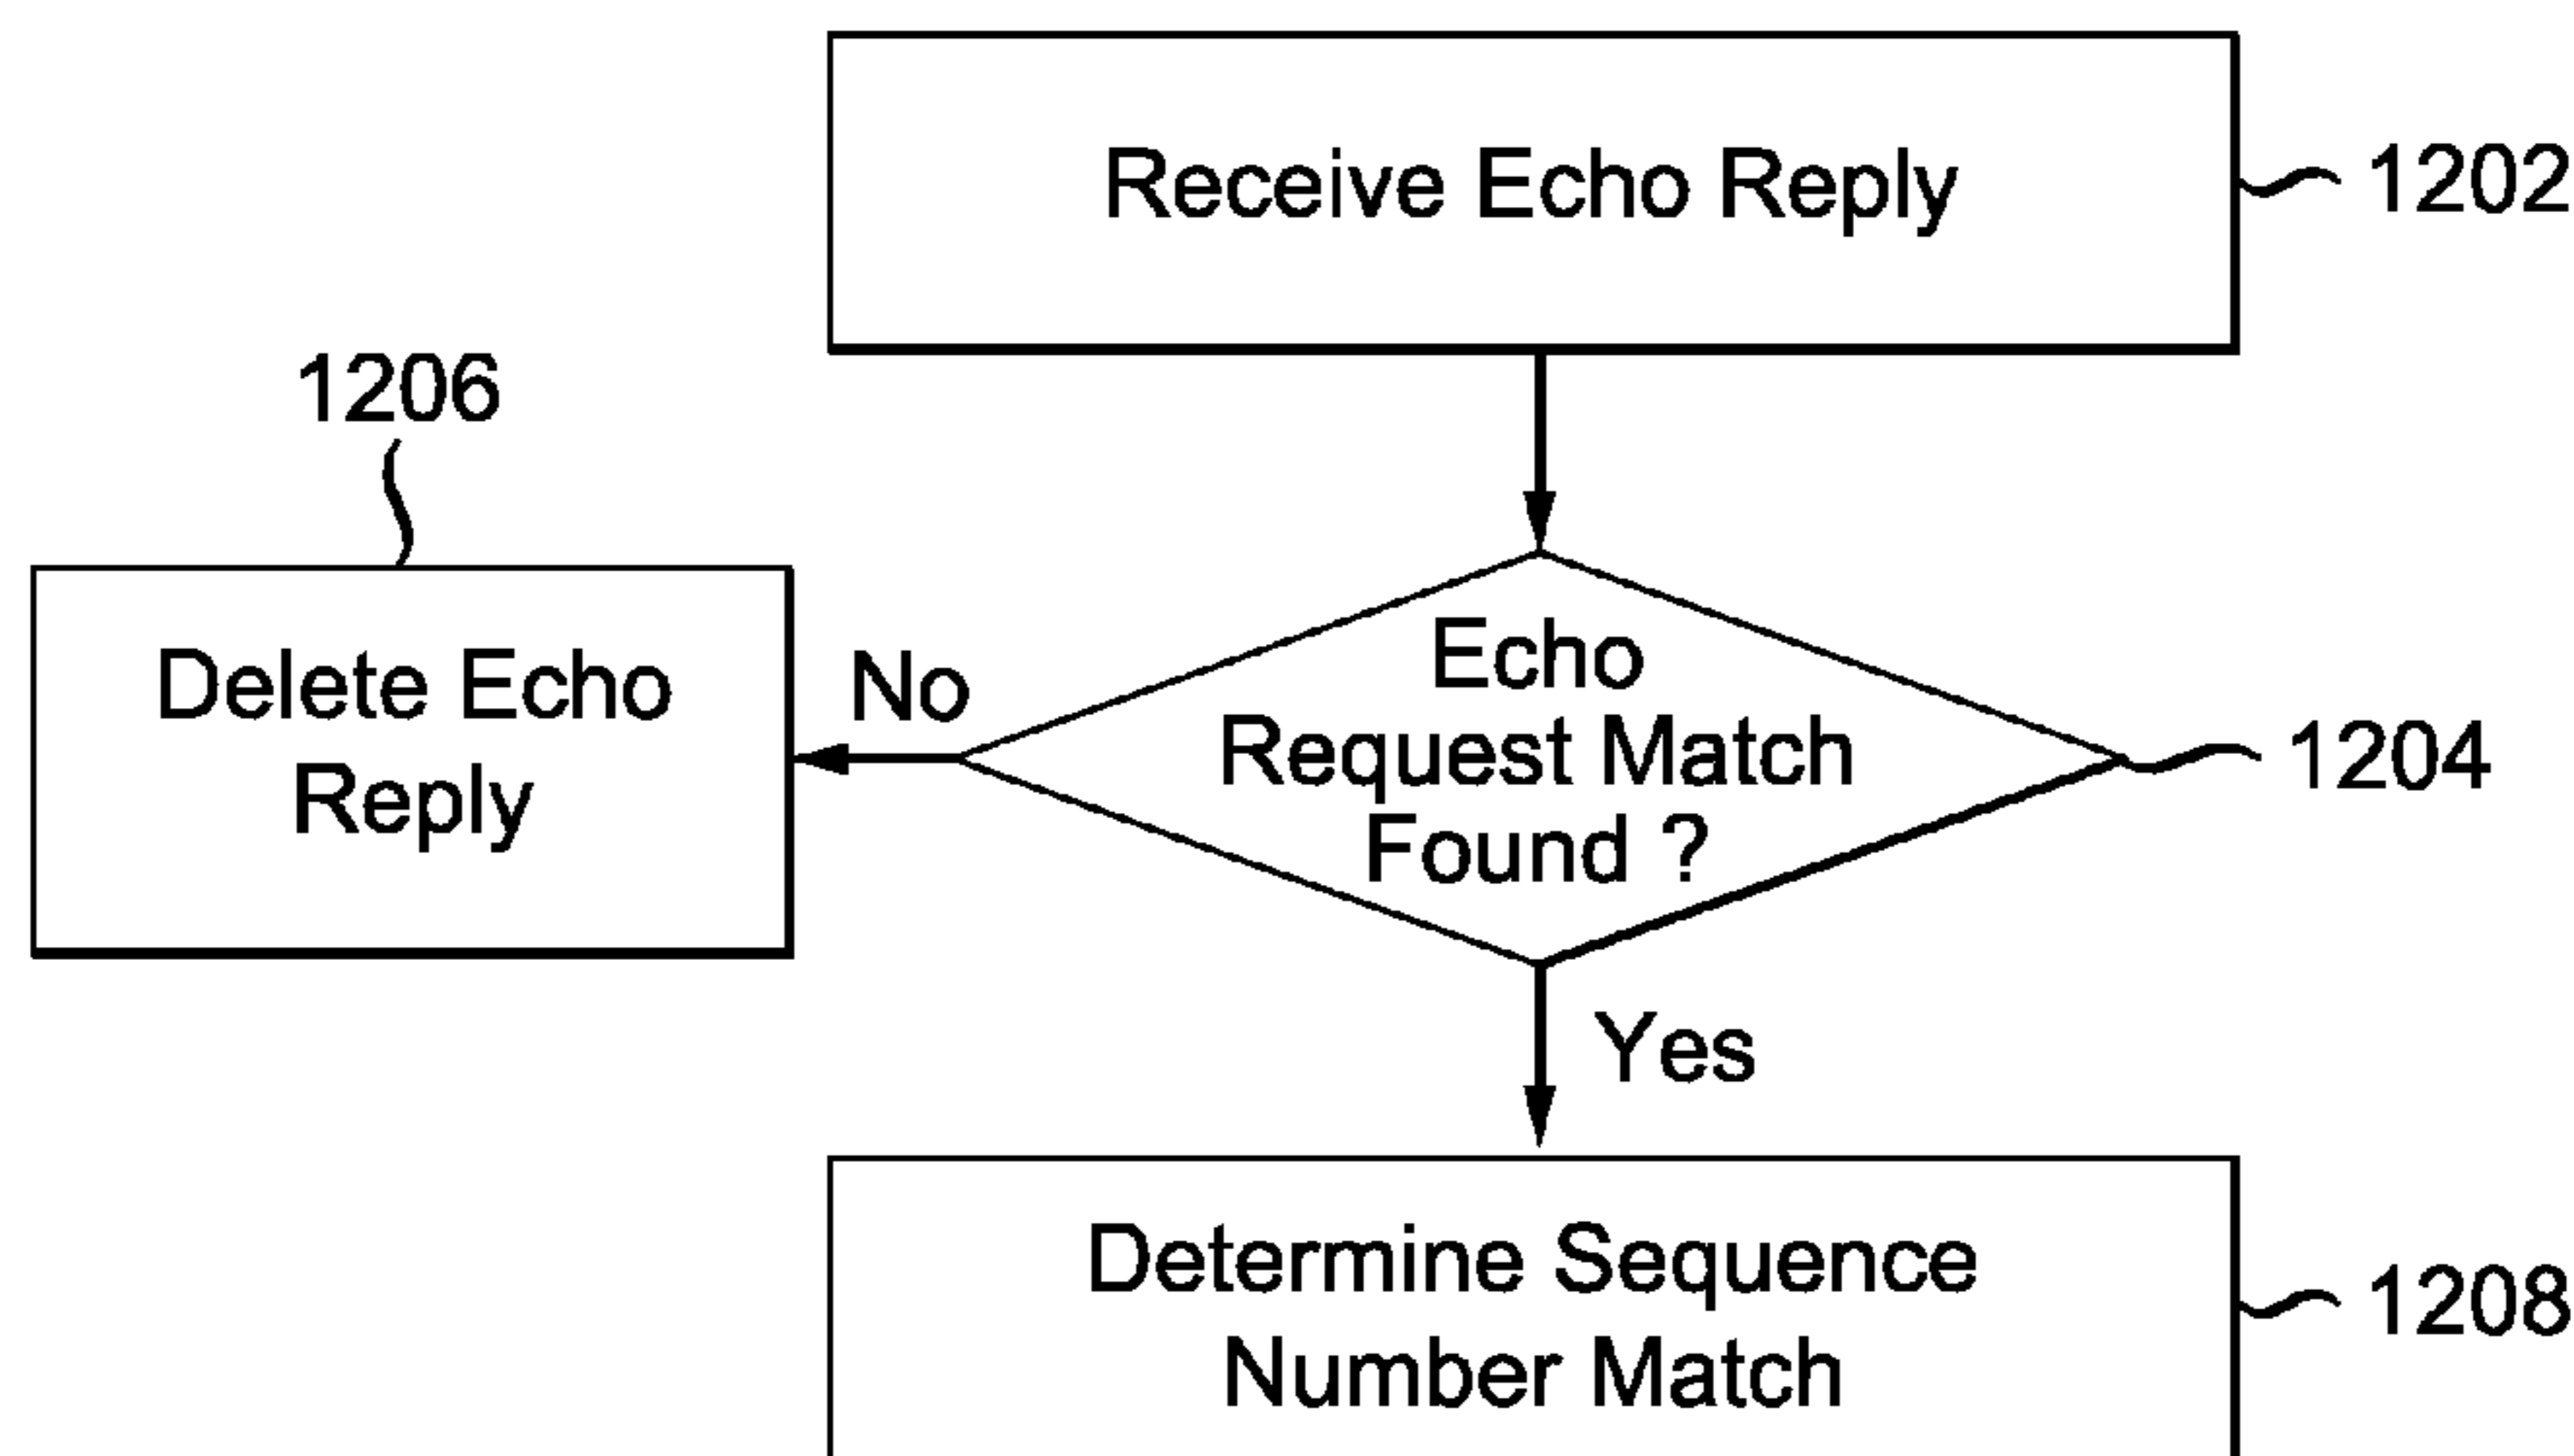 Receive Echo Reply
1202
1206
Delete Echo
Reply
No
Echo
Request Match
Found ?
1204
Yes
Determine Sequence
Number Match
1208